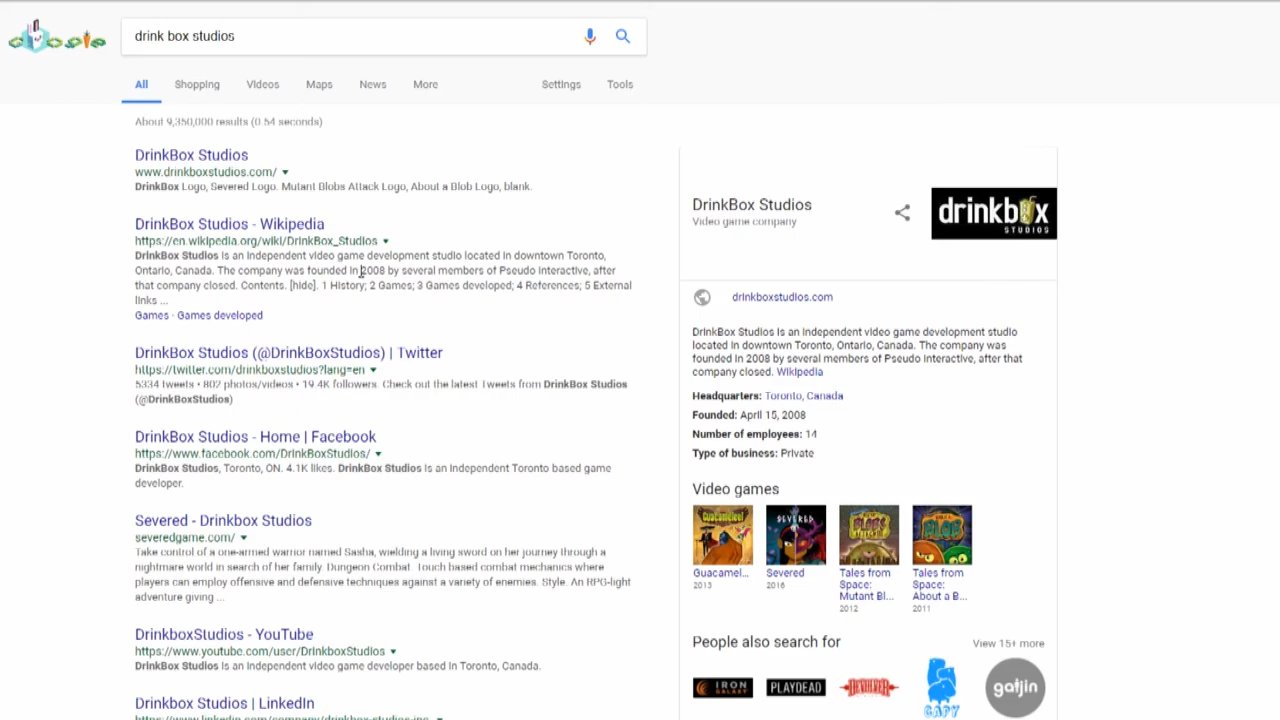 drink box studios
All Shopping Videos Maps News More Settings Tools
About 9,350,000 results (0.54 seconds)
DrinkBox Studios
www.drinkboxstudios.com/
DrinkBox Logo, Severed Logo. Mutant Blobs Attack Logo, About a Blob Logo, blank.
DrinkBox Studios - Wikipedia
https://en.wikipedia.org/wiki/DrinkBox_Studios
DrinkBox Studios is an independent video game development studio located in downtown Toronto,
Ontario, Canada. The company was founded in 2008 by several members of Pseudo Interactive, after
that company closed. Contents. [hide]. 1 History; 2 Games; 3 Games developed; 4 References; 5 External
links ...
Games · Games developed
DrinkBox Studios (@DrinkBoxStudios) | Twitter
https://twitter.com/drinkboxstudios?lang=en
5334 tweets • 802 photos/videos • 19.4K followers. Check out the latest Tweets from DrinkBox Studios
(@DrinkBoxStudios)
DrinkBox Studios - Home | Facebook
https://www.facebook.com/DrinkBoxStudios/
DrinkBox Studios, Toronto, ON. 4.1K likes. DrinkBox Studios is an independent Toronto based game
developer.
Severed - Drinkbox Studios
severedgame.com/
Take control of a one-armed warrior named Sasha, wielding a living sword on her journey through a
nightmare world in search of her family. Dungeon Combat. Touch based combat mechanics where
players can employ offensive and defensive techniques against a variety of enemies. Style. An RPG-light
adventure giving ...
DrinkboxStudios - YouTube
https://www.youtube.com/user/DrinkboxStudios
DrinkBox Studios is an independent video game developer based in Toronto, Canada.
Drinkbox Studios | LinkedIn
https://www.linkedin.com/company/drinkbox-studios-inc.
DrinkBox Studios
Video game company
drinkbox
STUDIOS
drinkboxstudios.com
DrinkBox Studios is an independent video game development studio
located in downtown Toronto, Canada. The company was
founded in 2008 by several members of Pseudo Interactive, after that
company closed. Wikipedia
Headquarters: Toronto, Canada
Founded: April 15, 2008
Number of employees: 14
Type of business: Private
Video games
Guacamel...
2013
Severed
2016
Tales from
Space:
Mutant Bl...
2012
Tales from
Space:
About a B...
2011
People also search for
View 15+ more
IRON GALAXY
PLAYDEAD
DEVOLVER
CAPY
gaijin